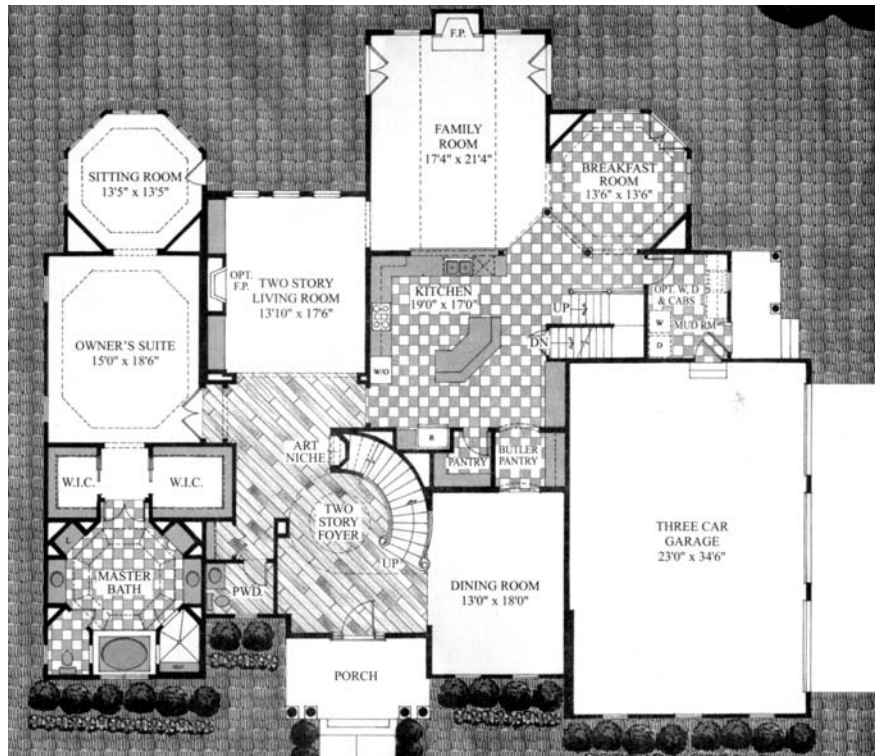 F.P.
FAMILY
ROOM
17'4" x 21'4"
SITTING ROOM
13'5" x 13'5"
BREAKFAST
ROOM
13'6" x 13'6"
OPT.
F.P.
TWO STORY
LIVING ROOM
13'10" x 17'6"
KITCHEN
19'0" x 17'0"
UP
OPT. W, D
& CABS
W
MUD RM
D
DN
OWNER'S SUITE
15'0" x 18'6"
W/O
ART
NICHE
R
PANTRY
BUTLER
PANTRY
W.I.C.
W.I.C.
TWO
STORY
FOYER
UP
THREE CAR
GARAGE
23'0" x 34'6"
L
MASTER
BATH
PWD.
DINING ROOM
13'0" x 18'0"
PORCH